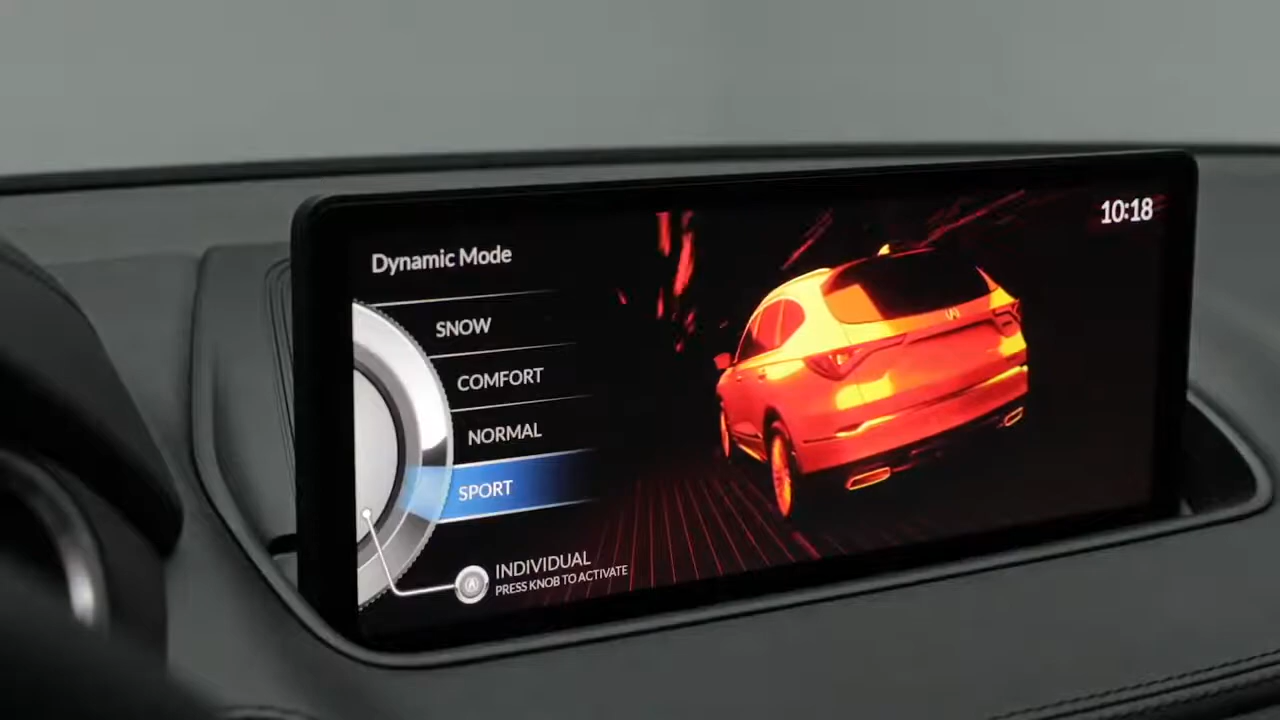 Dynamic Mode
10:18
SNOW
COMFORT
NORMAL
SPORT
INDIVIDUAL
PRESS KNOB TO ACTIVATE